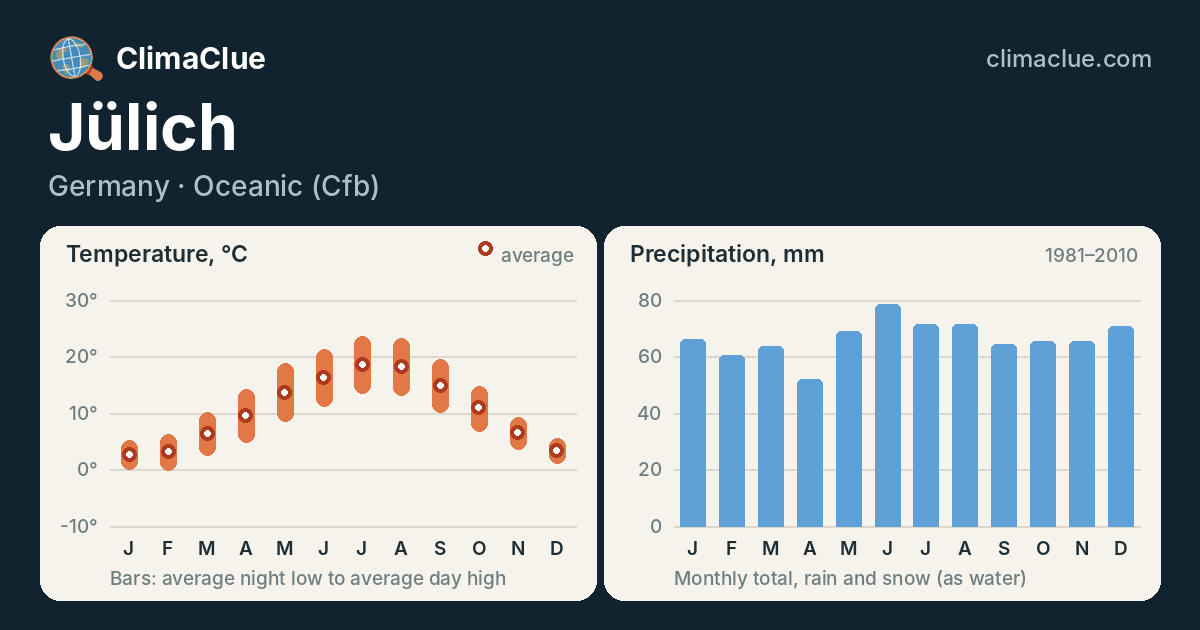 ClimaClue
climaclue.com
Jülich
Germany · Oceanic (Cfb)
Temperature, °C
average
30°
20°
10°
0°
-10°
J F M A M J J A S O N D
Bars: average night low to average day high
Precipitation, mm
1981–2010
80
60
40
20
0
J F M A M J J A S O N D
Monthly total, rain and snow (as water)